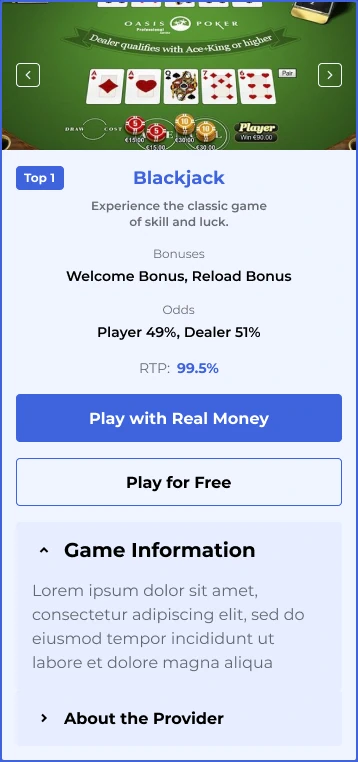 OASIS POKER
Professional
Series
Dealer qualifies with Ace+King or higher
Pair
DRAW COST
5
5
10
10
€15.00
€15.00
€30.00
Player
Win €90.00
Top 1
Blackjack
Experience the classic game
of skill and luck.
Bonuses
Welcome Bonus, Reload Bonus
Odds
Player 49%, Dealer 51%
RTP: 99.5%
Play with Real Money
Play for Free
Game Information
Lorem ipsum dolor sit amet,
consectetur adipiscing elit, sed do
eiusmod tempor incididunt ut
labore et dolore magna aliqua
About the Provider